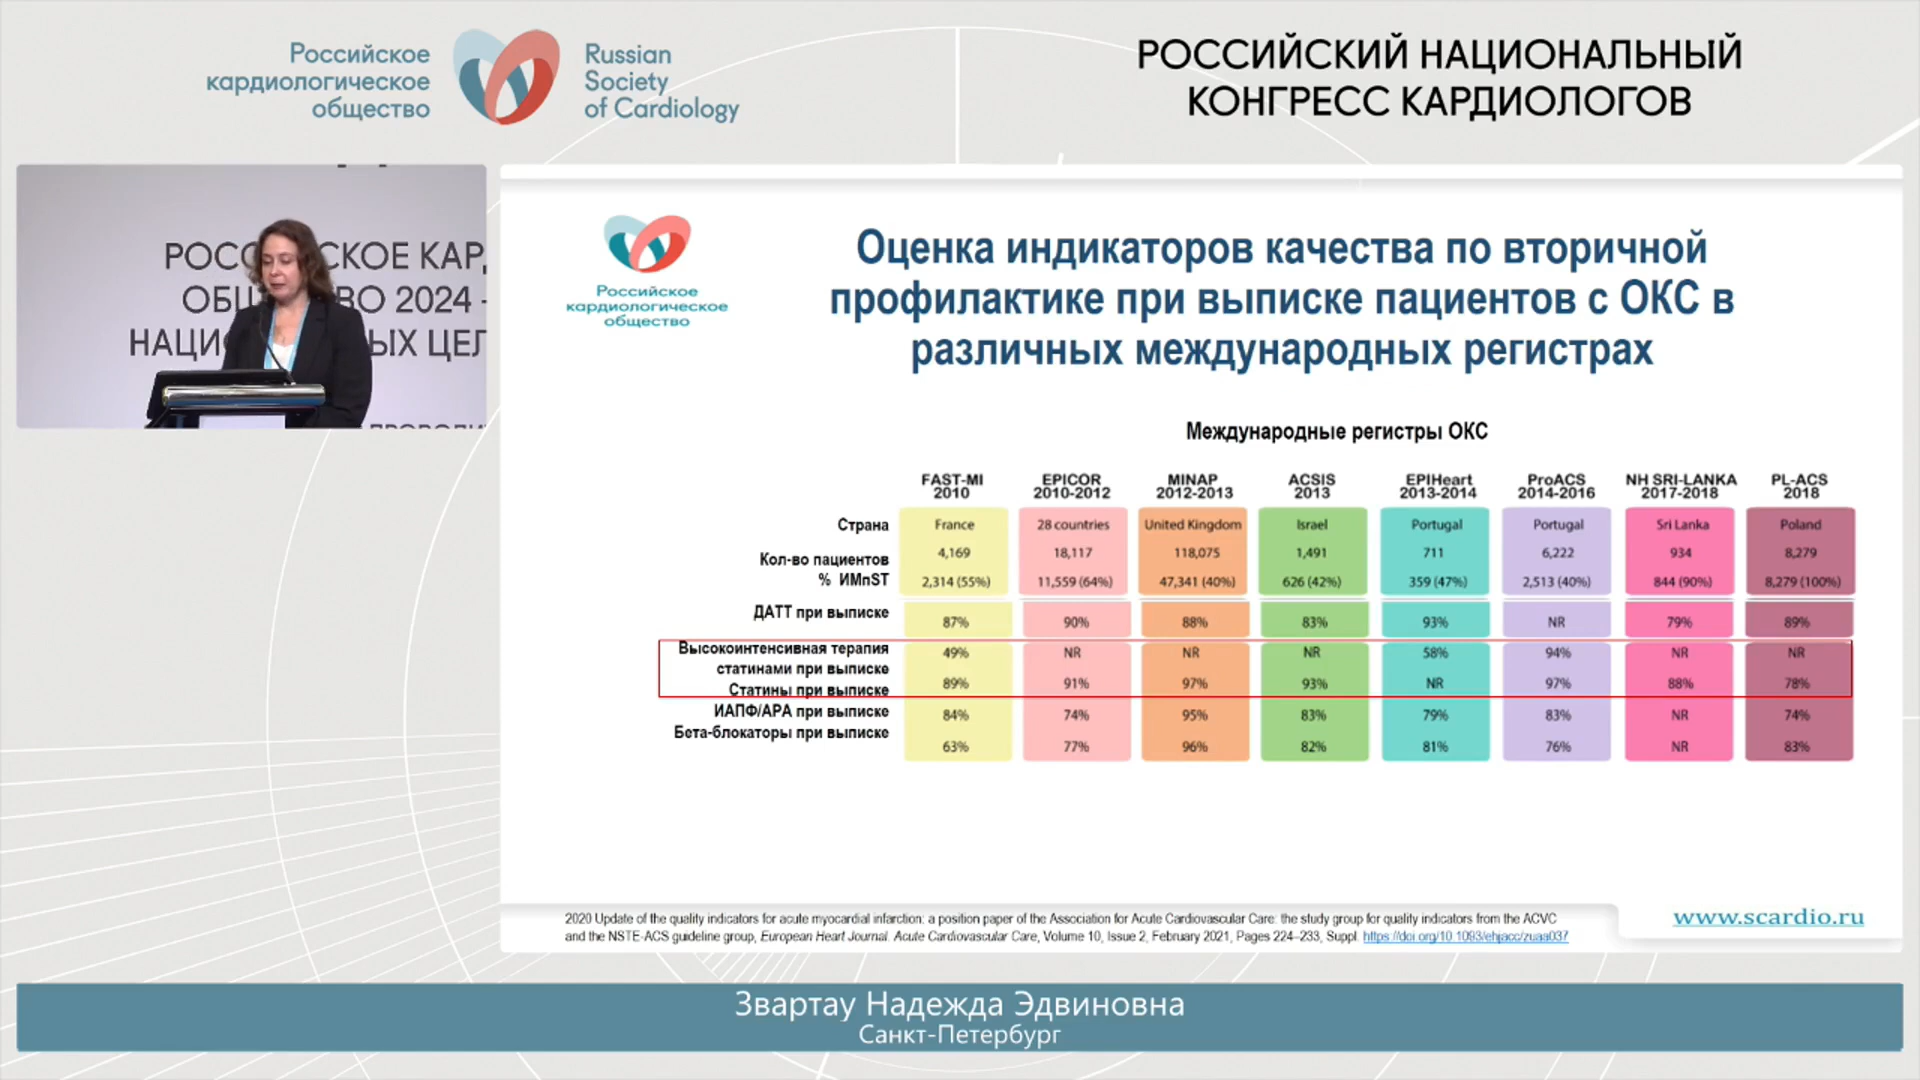 Российское
кардиологическое
общество
Russian
Society
of Cardiology
РОССИЙСКИЙ НАЦИОНАЛЬНЫЙ
КОНГРЕСС КАРДИОЛОГОВ
РОС СКОЕ КАР
ОБ ВО 2024 -
НАЦИ ЫХ ЦЕЛ
Российское
кардиологическое
общество
Оценка индикаторов качества по вторичной
профилактике при выписке пациентов с ОКС в
различных международных регистрах
Международные регистры ОКС
FAST-MI EPICOR MINAP ACSIS EPIHeart ProACS NH SRI-LANKA PL-ACS
2010 2010-2012 2012-2013 2013 2013-2014 2014-2016 2017-2018 2018
Страна France 28 countries United Kingdom Israel Portugal Portugal Sri Lanka Poland
Кол-во пациентов 4,169 18,117 118,075 1,491 711 6,222 934 8,279
% ИМпST 2,314 (55%) 11,559 (64%) 47,341 (40%) 626 (42%) 359 (47%) 2,513 (40%) 844 (90%) 8,279 (100%)
ДАТТ при выписке 87% 90% 88% 83% 93% NR 79% 89%
Высокоинтенсивная терапия 49% NR NR NR 58% 94% NR NR
статинами при выписке
Статины при выписке 89% 91% 97% 93% NR 97% 88% 78%
ИАПФ/АРА при выписке 84% 74% 95% 83% 79% 83% NR 74%
Бета-блокаторы при выписке 63% 77% 96% 82% 81% 76% NR 83%
2020 Update of the quality indicators for acute myocardial infarction: a position paper of the Association for Acute Cardiovascular Care: the study group for quality indicators from the ACVC
and the NSTE-ACS guideline group, European Heart Journal. Acute Cardiovascular Care, Volume 10, Issue 2, February 2021, Pages 224–233, Suppl. https://doi.org/10.1093/ehjacc/zuaa037
www.scardio.ru
Звартау Надежда Эдвиновна
Санкт-Петербург